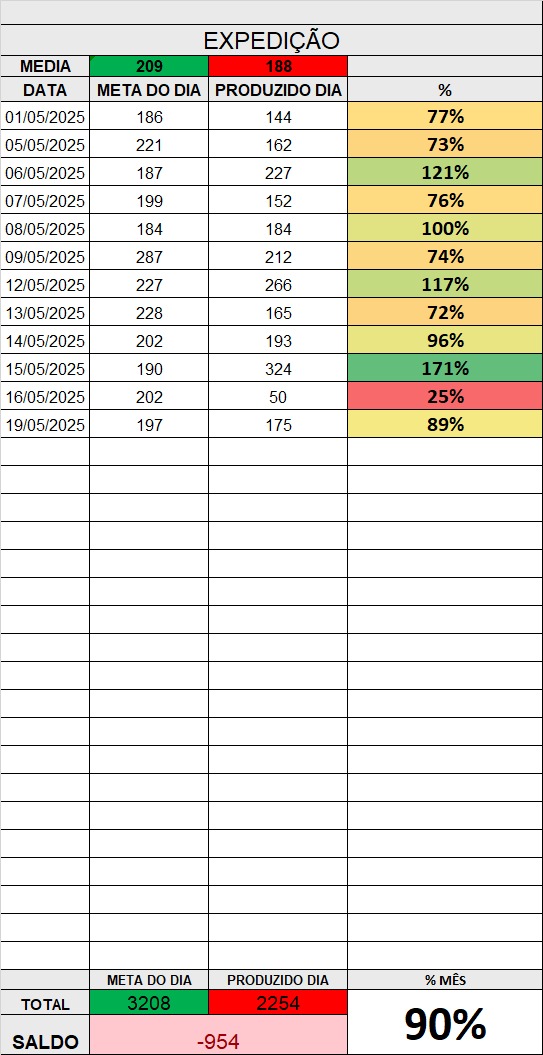 EXPEDIÇÃO
MEDIA 209 188
DATA META DO DIA PRODUZIDO DIA %
01/05/2025 186 144 77%
05/05/2025 221 162 73%
06/05/2025 187 227 121%
07/05/2025 199 152 76%
08/05/2025 184 184 100%
09/05/2025 287 212 74%
12/05/2025 227 266 117%
13/05/2025 228 165 72%
14/05/2025 202 193 96%
15/05/2025 190 324 171%
16/05/2025 202 50 25%
19/05/2025 197 175 89%
META DO DIA PRODUZIDO DIA % MÊS
TOTAL 3208 2254 90%
SALDO -954